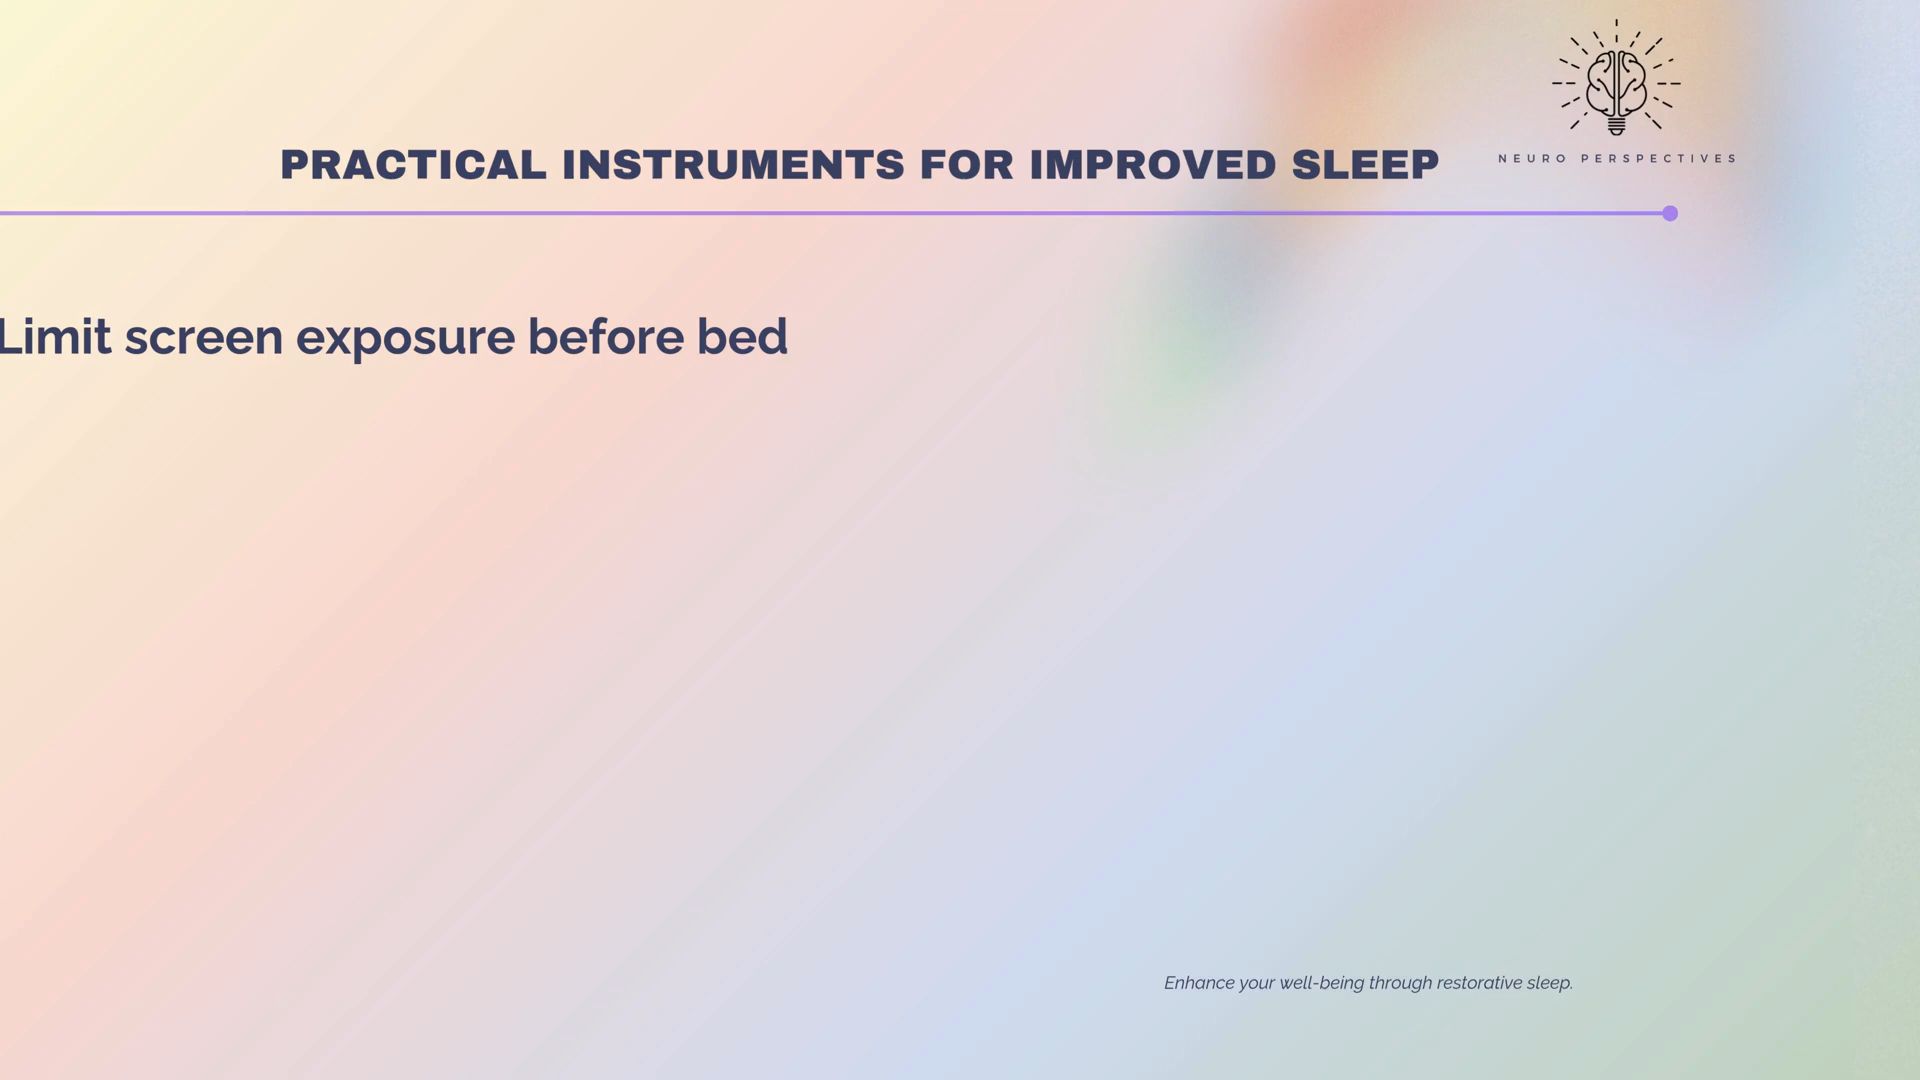 PRACTICAL INSTRUMENTS FOR IMPROVED SLEEP
NEURO PERSPECTIVES
Limit screen exposure before bed
Enhance your well-being through restorative sleep.